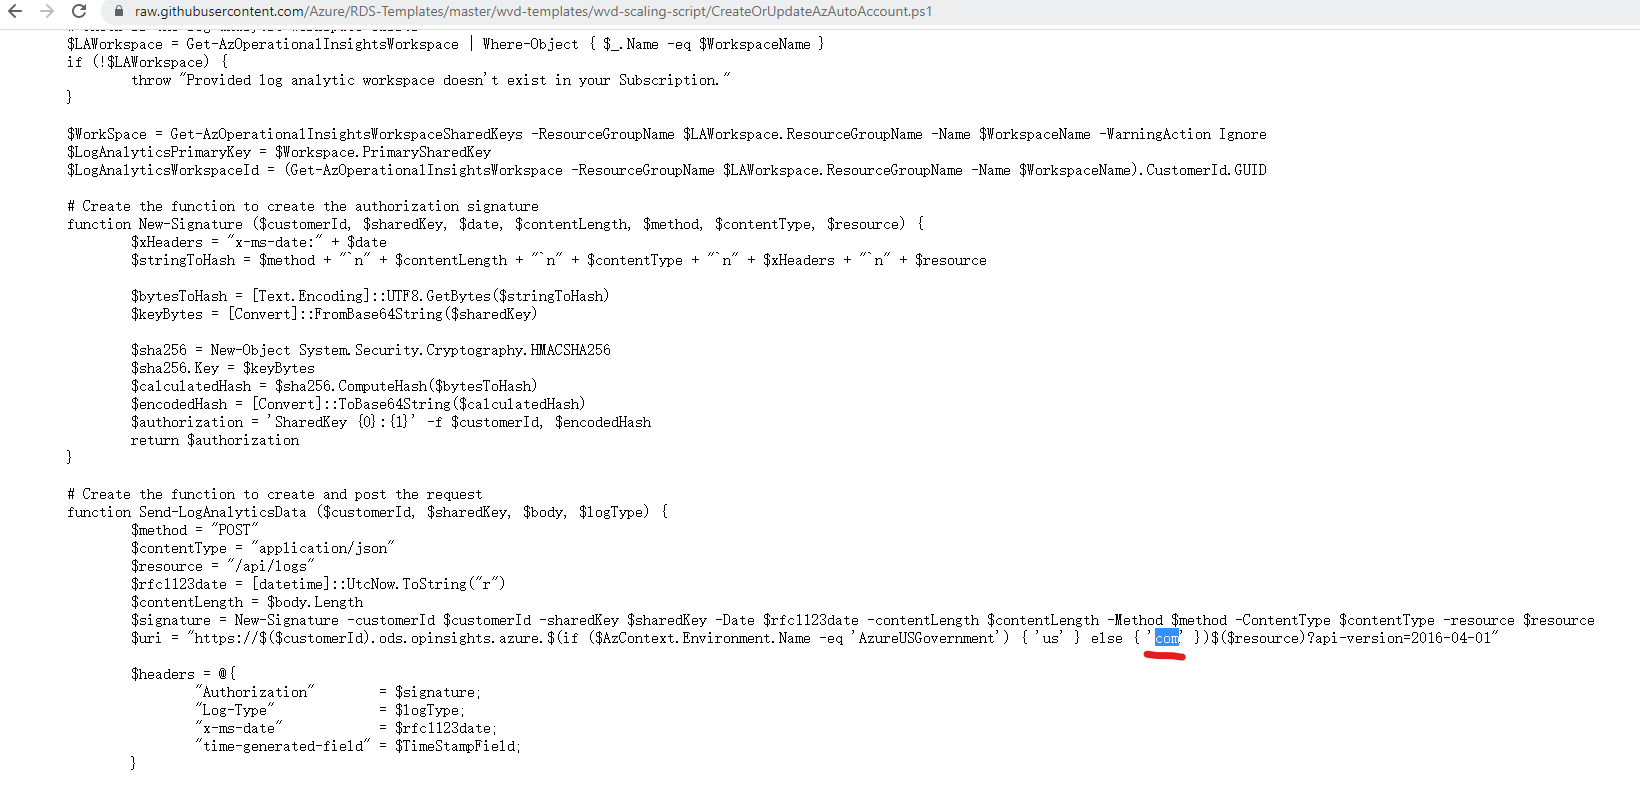 raw.githubusercontent.com/Azure/RDS-Templates/master/wvd-templates/wvd-scaling-script/CreateOrUpdateAzAutoAccount.ps1
$LAWorkspace = Get-AzOperationalInsightsWorkspace | Where-Object { $_.Name -eq $WorkspaceName }
if (!$LAWorkspace) {
throw "Provided log analytic workspace doesn't exist in your Subscription."
}
$WorkSpace = Get-AzOperationalInsightsWorkspaceSharedKeys -ResourceGroupName $LAWorkspace.ResourceGroupName -Name $WorkspaceName -WarningAction Ignore
$LogAnalyticsPrimaryKey = $Workspace.PrimarySharedKey
$LogAnalyticsWorkspaceId = (Get-AzOperationalInsightsWorkspace -ResourceGroupName $LAWorkspace.ResourceGroupName -Name $WorkspaceName).CustomerId.GUID
# Create the function to create the authorization signature
function New-Signature ($customerId, $sharedKey, $date, $contentLength, $method, $contentType, $resource) {
$xHeaders = "x-ms-date:" + $date
$stringToHash = $method + "`n" + $contentLength + "`n" + $contentType + "`n" + $xHeaders + "`n" + $resource
$bytesToHash = [Text.Encoding]::UTF8.GetBytes($stringToHash)
$keyBytes = [Convert]::FromBase64String($sharedKey)
$sha256 = New-Object System.Security.Cryptography.HMACSHA256
$sha256.Key = $keyBytes
$calculatedHash = $sha256.ComputeHash($bytesToHash)
$encodedHash = [Convert]::ToBase64String($calculatedHash)
$authorization = 'SharedKey {0}:{1}' -f $customerId, $encodedHash
return $authorization
}
# Create the function to create and post the request
function Send-LogAnalyticsData ($customerId, $sharedKey, $body, $logType) {
$method = "POST"
$contentType = "application/json"
$resource = "/api/logs"
$rfc1123date = [datetime]::UtcNow.ToString("r")
$contentLength = $body.Length
$signature = New-Signature -customerId $customerId -sharedKey $sharedKey -Date $rfc1123date -contentLength $contentLength -Method $method -ContentType $contentType -resource $resource
$uri = "https://$($customerId).ods.opinsights.azure.$(if ($AzContext.Environment.Name -eq 'AzureUSGovernment') { 'us' } else { 'com' })$($resource)?api-version=2016-04-01"
$headers = @{
"Authorization" = $signature;
"Log-Type" = $logType;
"x-ms-date" = $rfc1123date;
"time-generated-field" = $TimeStampField;
}